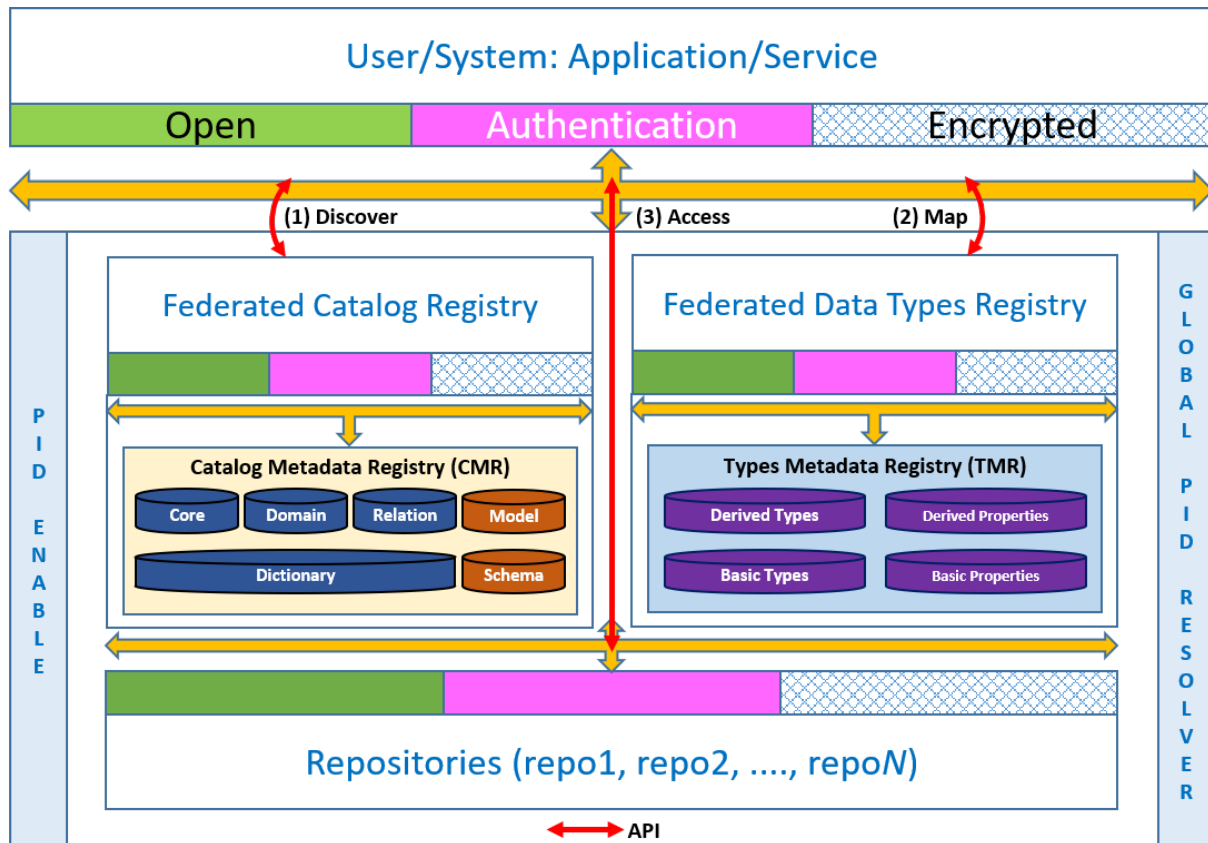 User/System: Application/Service
Open
Authentication
Encrypted
(1) Discover
(3) Access
(2) Map
PID ENABLE
Federated Catalog Registry
Federated Data Types Registry
GLOBAL PID RESOLVER
Catalog Metadata Registry (CMR)
Core
Domain
Relation
Model
Dictionary
Schema
Types Metadata Registry (TMR)
Derived Types
Derived Properties
Basic Types
Basic Properties
Repositories (repo1, repo2, ...., repoN)
API